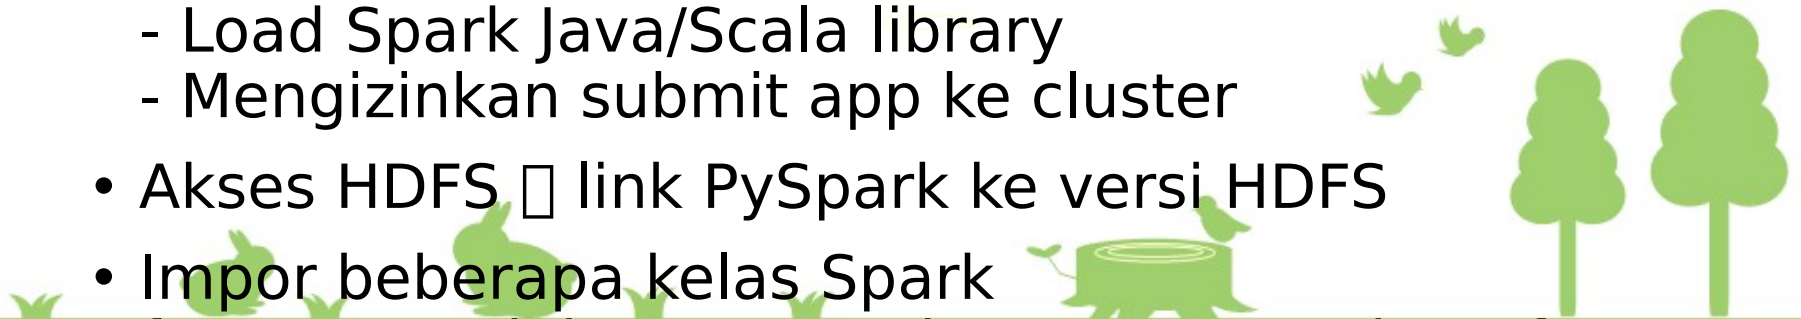 - Load Spark Java/Scala library
- Mengizinkan submit app ke cluster
• Akses HDFS  link PySpark ke versi HDFS
• Impor beberapa kelas Spark